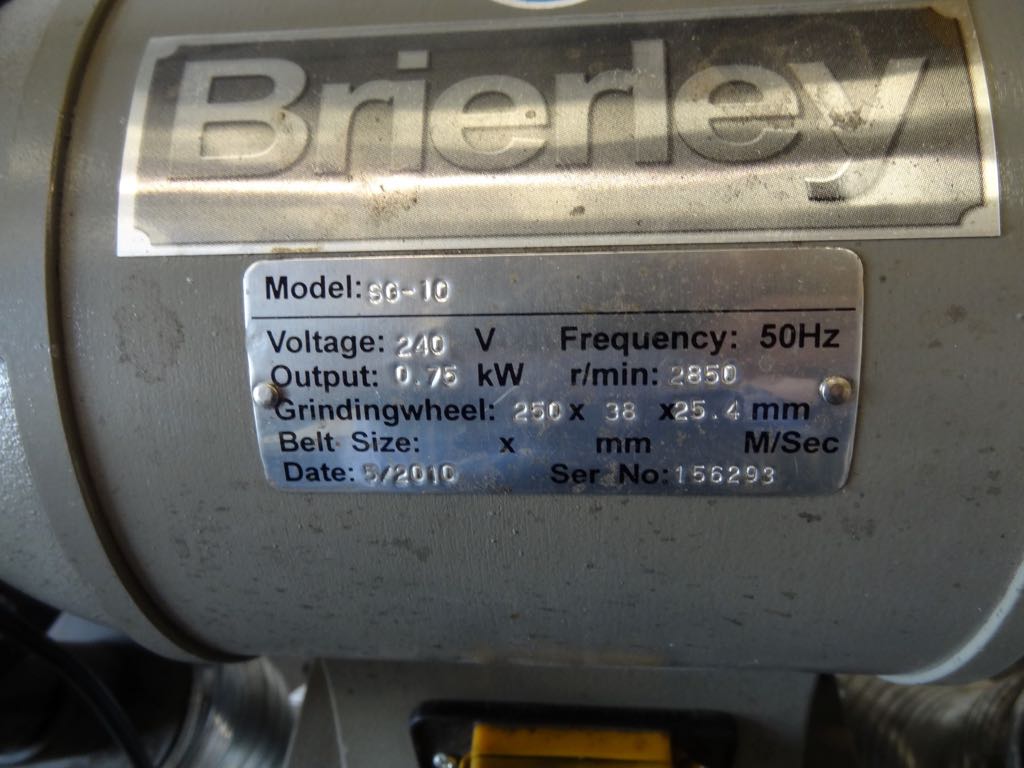 Brierley
Model: SG-10
Voltage: 240 V Frequency: 50Hz
Output: 0.75 kW r/min: 2850
Grindingwheel: 250 x 38 x 25.4 mm
Belt Size: x mm M/Sec
Date: 5/2010 Ser No: 156293